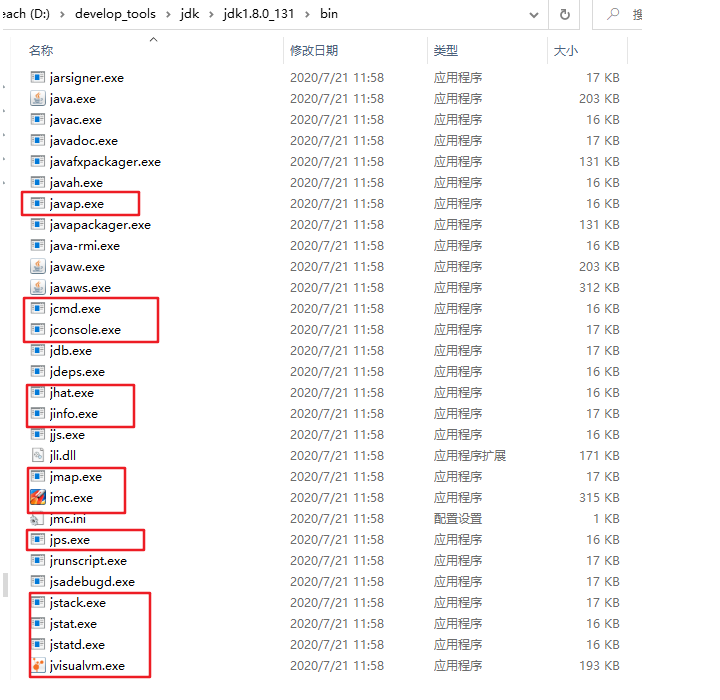 each (D:) › develop_tools › jdk › jdk1.8.0_131 › bin
名称 修改日期 类型 大小
jarsigner.exe 2020/7/21 11:58 应用程序 17 KB
java.exe 2020/7/21 11:58 应用程序 203 KB
javac.exe 2020/7/21 11:58 应用程序 16 KB
javadoc.exe 2020/7/21 11:58 应用程序 17 KB
javafxpackager.exe 2020/7/21 11:58 应用程序 131 KB
javah.exe 2020/7/21 11:58 应用程序 16 KB
javap.exe 2020/7/21 11:58 应用程序 16 KB
javapackager.exe 2020/7/21 11:58 应用程序 131 KB
java-rmi.exe 2020/7/21 11:58 应用程序 16 KB
javaw.exe 2020/7/21 11:58 应用程序 203 KB
javaws.exe 2020/7/21 11:58 应用程序 312 KB
jcmd.exe 2020/7/21 11:58 应用程序 16 KB
jconsole.exe 2020/7/21 11:58 应用程序 17 KB
jdb.exe 2020/7/21 11:58 应用程序 16 KB
jdeps.exe 2020/7/21 11:58 应用程序 16 KB
jhat.exe 2020/7/21 11:58 应用程序 16 KB
jinfo.exe 2020/7/21 11:58 应用程序 17 KB
jjs.exe 2020/7/21 11:58 应用程序 16 KB
jli.dll 2020/7/21 11:58 应用程序扩展 171 KB
jmap.exe 2020/7/21 11:58 应用程序 17 KB
jmc.exe 2020/7/21 11:58 应用程序 315 KB
jmc.ini 2020/7/21 11:58 配置设置 1 KB
jps.exe 2020/7/21 11:58 应用程序 16 KB
jrunscript.exe 2020/7/21 11:58 应用程序 17 KB
jsadebugd.exe 2020/7/21 11:58 应用程序 17 KB
jstack.exe 2020/7/21 11:58 应用程序 17 KB
jstat.exe 2020/7/21 11:58 应用程序 16 KB
jstatd.exe 2020/7/21 11:58 应用程序 16 KB
jvisualvm.exe 2020/7/21 11:58 应用程序 193 KB